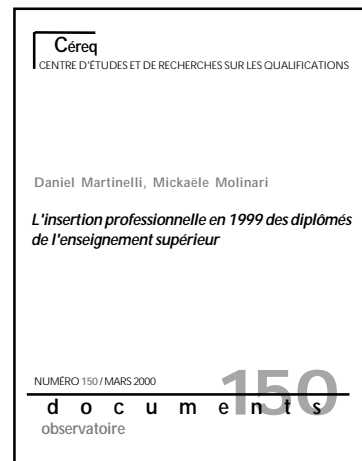 Céreq
CENTRE D'ÉTUDES ET DE RECHERCHES SUR LES QUALIFICATIONS
Daniel Martinelli, Mickaële Molinari
L'insertion professionnelle en 1999 des diplômés
de l'enseignement supérieur
NUMÉRO 150 / MARS 2000
150
documents
observatoire